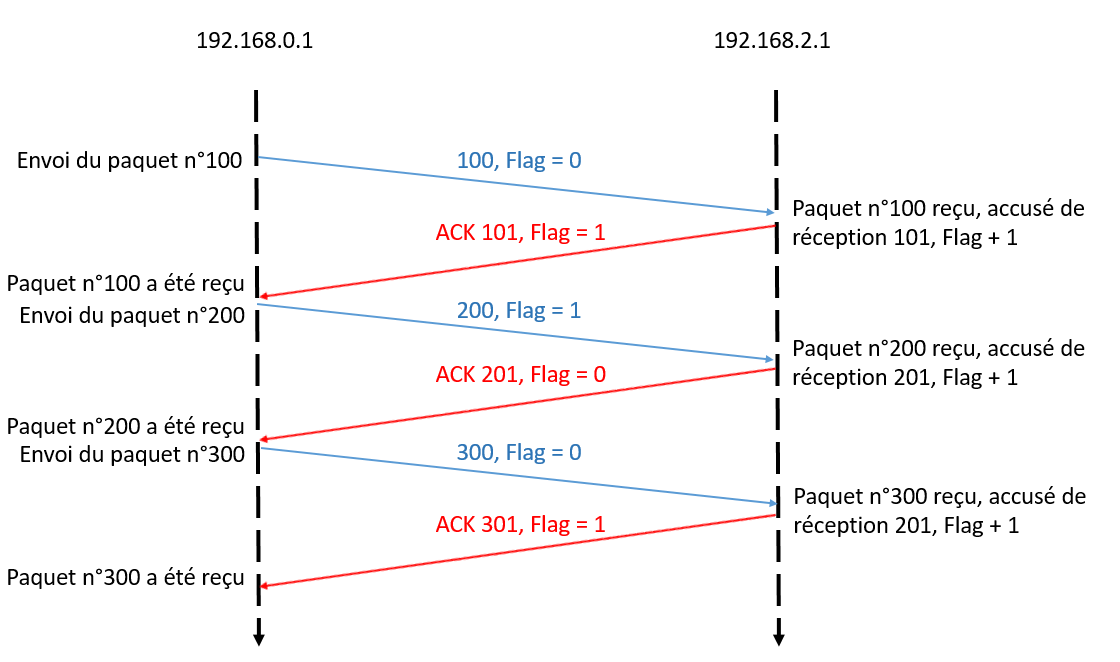 192.168.0.1
192.168.2.1
Envoi du paquet n°100
100, Flag = 0
Paquet n°100 reçu, accusé de
réception 101, Flag + 1
ACK 101, Flag = 1
Paquet n°100 a été reçu
Envoi du paquet n°200
200, Flag = 1
Paquet n°200 reçu, accusé de
réception 201, Flag + 1
ACK 201, Flag = 0
Paquet n°200 a été reçu
Envoi du paquet n°300
300, Flag = 0
Paquet n°300 reçu, accusé de
réception 201, Flag + 1
ACK 301, Flag = 1
Paquet n°300 a été reçu